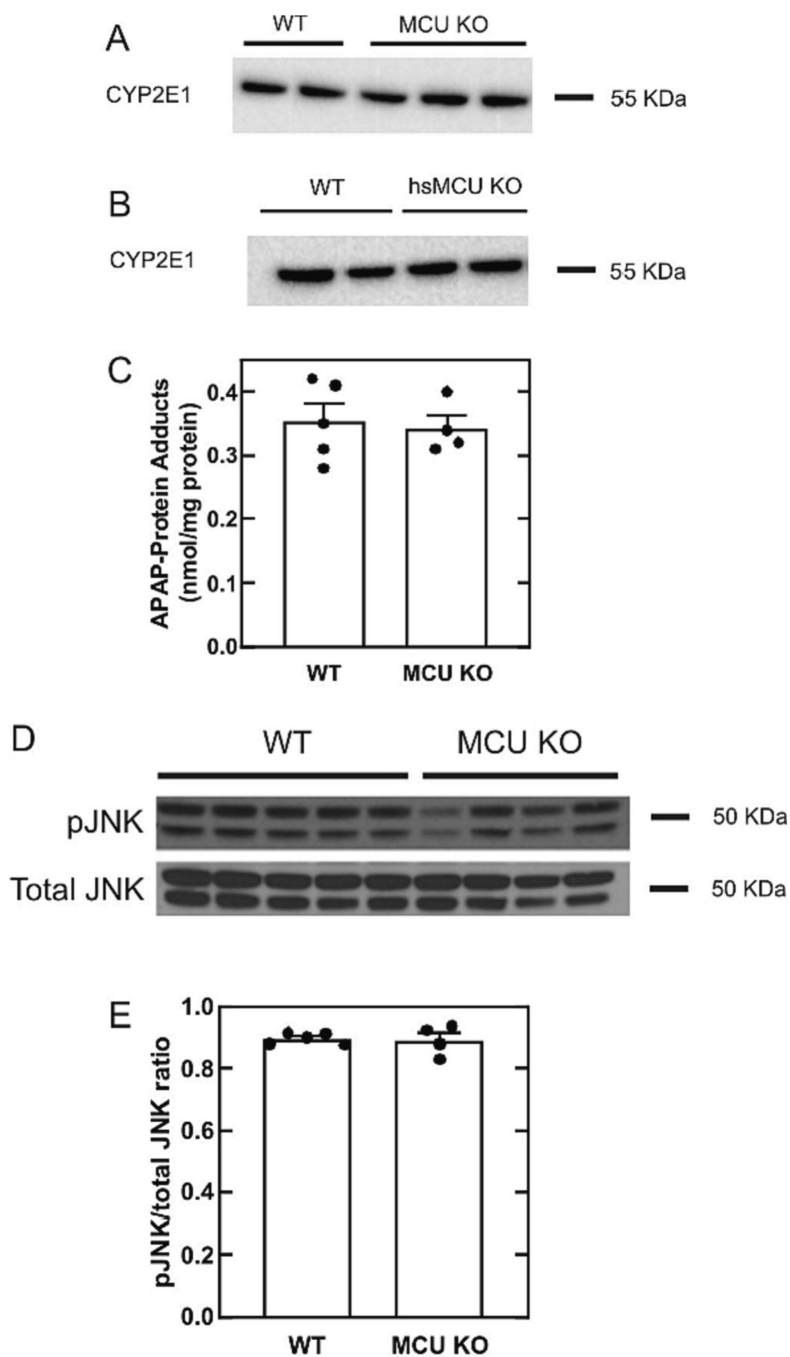 A
WT MCU KO
CYP2E1
55 KDa
B
WT hsMCU KO
CYP2E1
55 KDa
C
APAP-Protein Adducts
(nmol/mg protein)
0.4
0.3
0.2
0.1
0.0
WT MCU KO
D
WT MCU KO
pJNK
50 KDa
Total JNK
50 KDa
E
pJNK/total JNK ratio
1.0
0.8
0.6
0.4
0.2
0.0
WT MCU KO